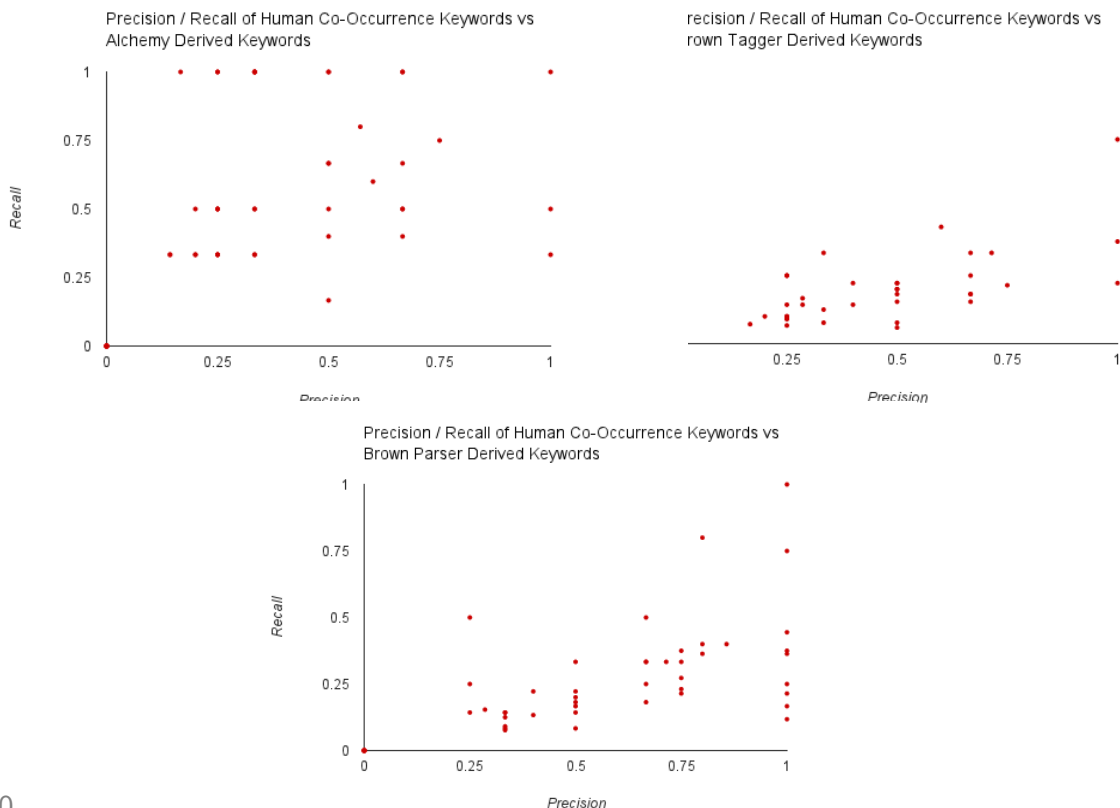 Precision / Recall of Human Co-Occurrence Keywords vs
Alchemy Derived Keywords
1
0.75
0.5
0.25
0
Recall
0
0.25
0.5
0.75
1
Precision
recision / Recall of Human Co-Occurrence Keywords vs
rown Tagger Derived Keywords
0.25
0.5
0.75
1
Precision
Precision / Recall of Human Co-Occurrence Keywords vs
Brown Parser Derived Keywords
1
0.75
0.5
0.25
0
Recall
0
0.25
0.5
0.75
1
Precision
0